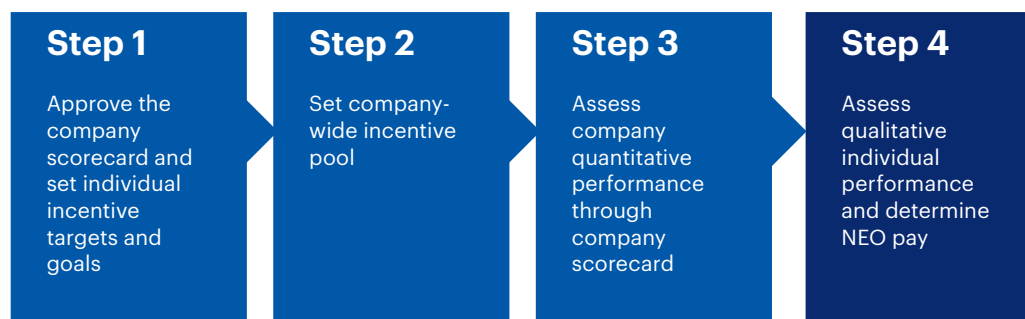 Step 1
Approve the
company
scorecard and
set individual
incentive
targets and
goals
Step 2
Set company-
wide incentive
pool
Step 3
Assess
company
quantitative
performance
through
company
scorecard
Step 4
Assess
qualitative
individual
performance
and determine
NEO pay